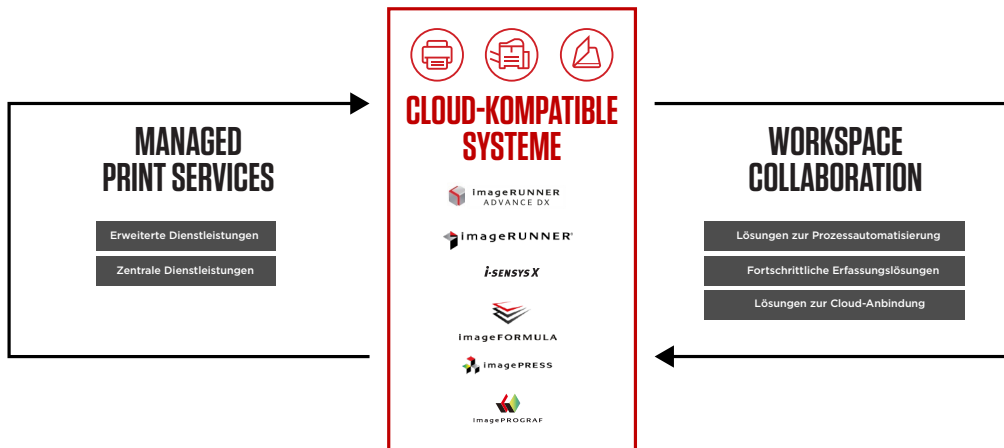 MANAGED
PRINT SERVICES
Erweiterte Dienstleistungen
Zentrale Dienstleistungen
CLOUD-KOMPATIBLE
SYSTEME
imageRUNNER
ADVANCE DX
imageRUNNER®
i-SENSYS X
imageFORMULA
imagePRESS
imagePROGRAF
WORKSPACE
COLLABORATION
Lösungen zur Prozessautomatisierung
Fortschrittliche Erfassungslösungen
Lösungen zur Cloud-Anbindung